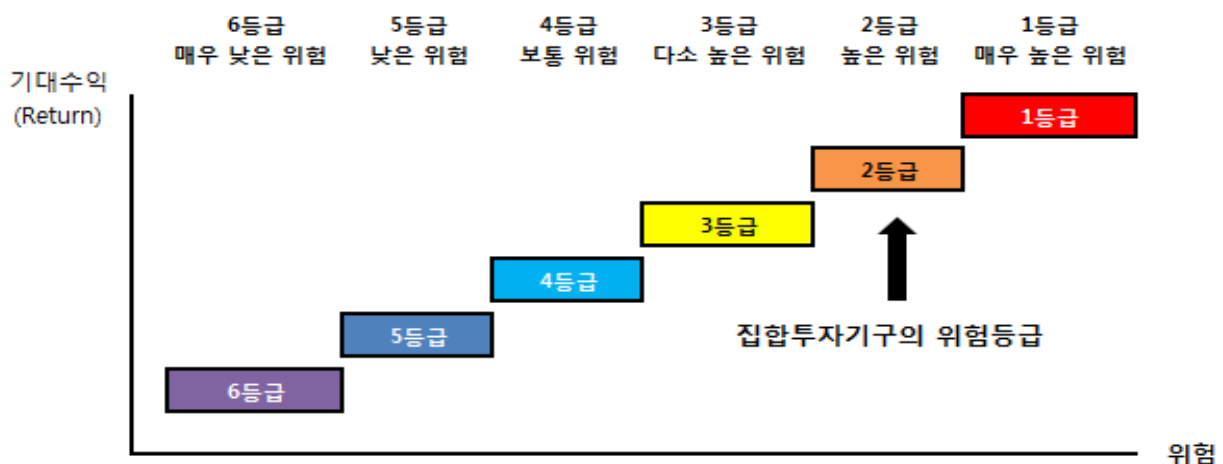 6등급 5등급 4등급 3등급 2등급 1등급
매우 낮은 위험 낮은 위험 보통 위험 다소 높은 위험 높은 위험 매우 높은 위험
기대수익
(Return)
1등급
2등급
3등급
4등급
5등급
6등급
집합투자기구의 위험등급
위험